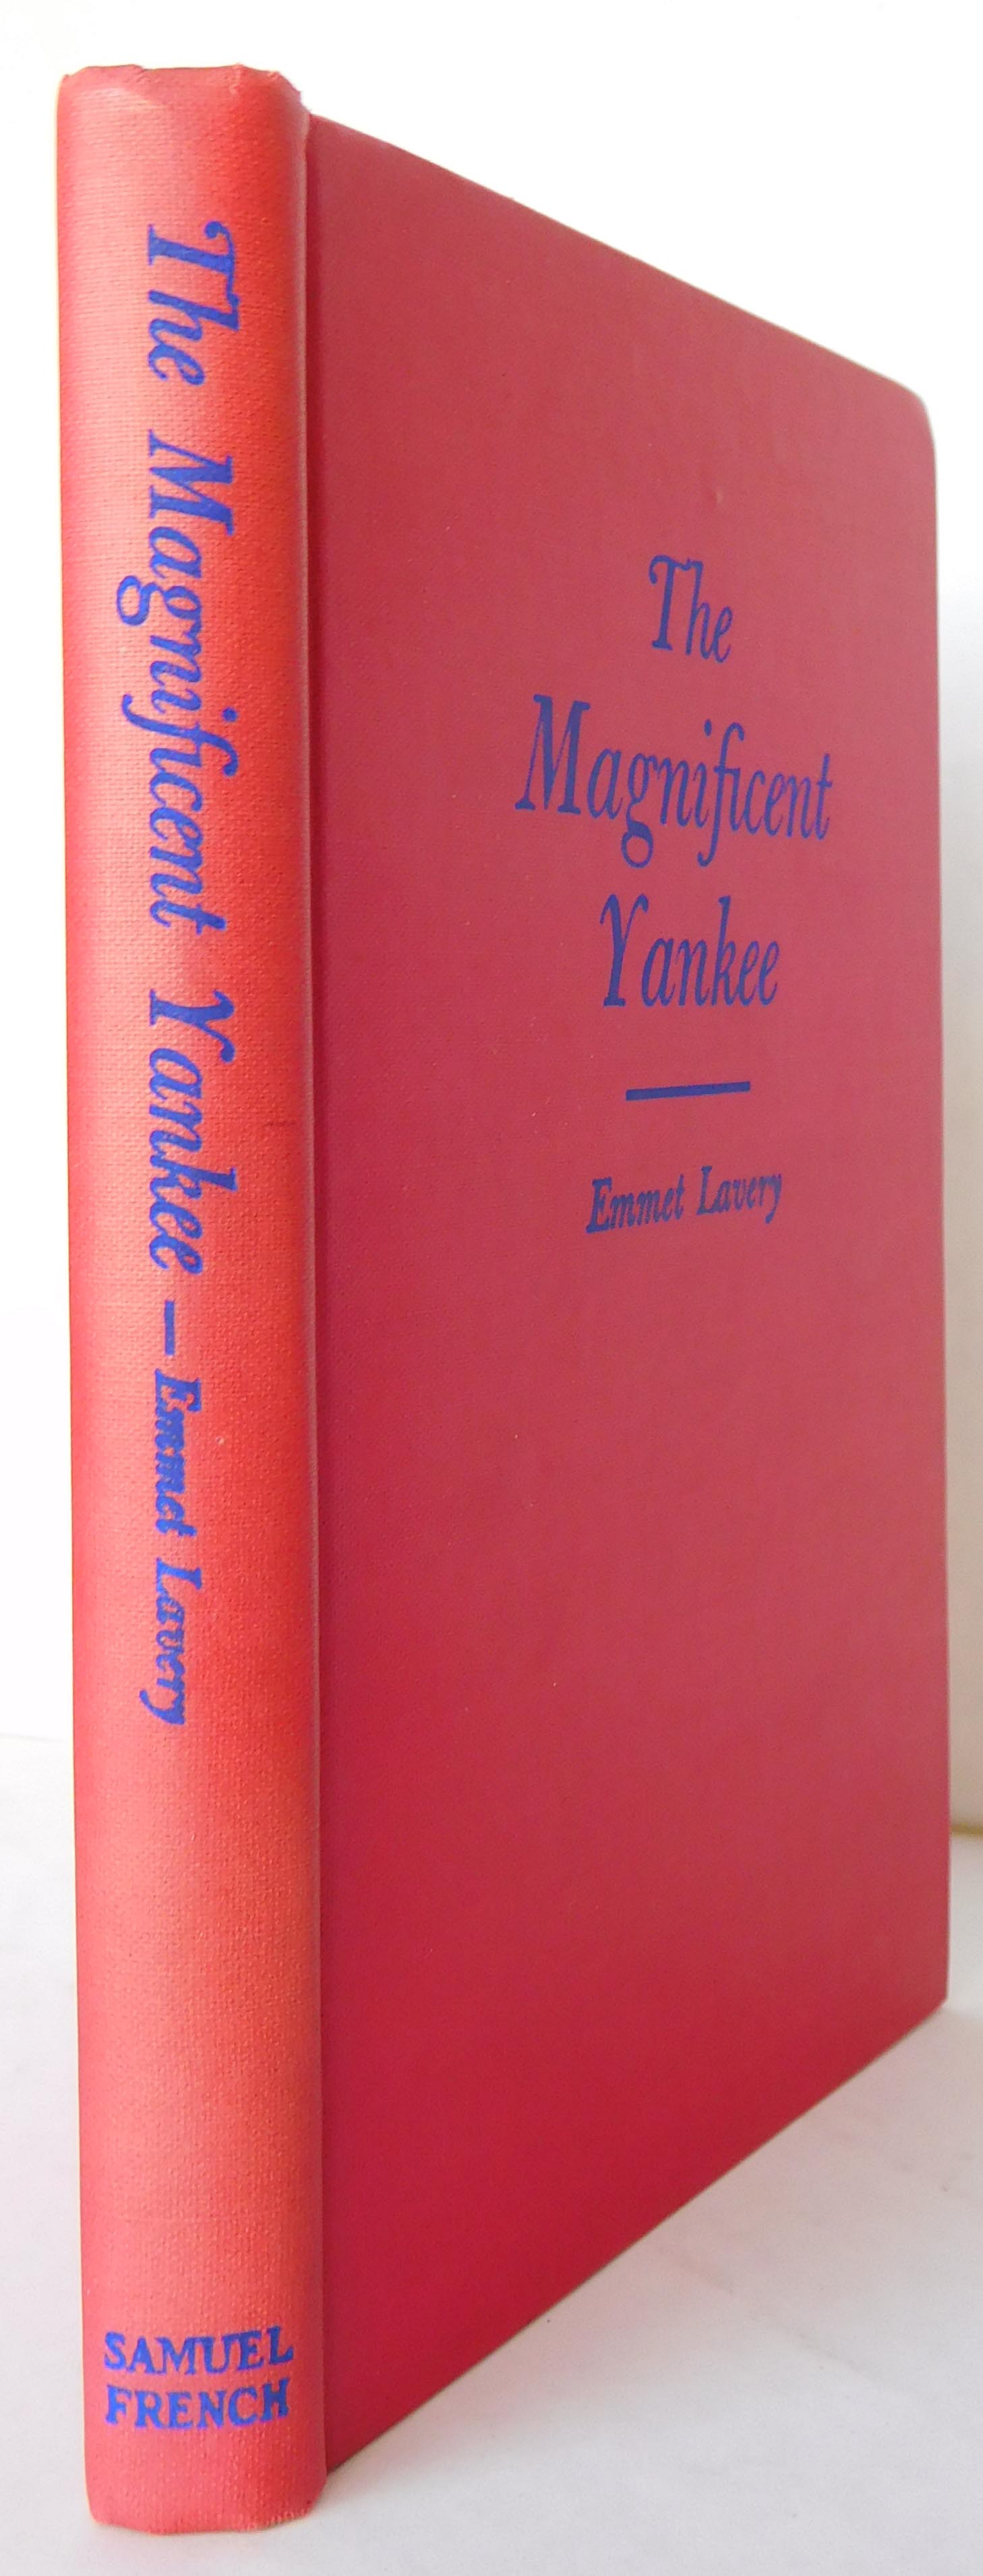 The Magnificent Yankee — Emmet Lavery
SAMUEL
FRENCH
The
Magnificent
Yankee
Emmet Lavery